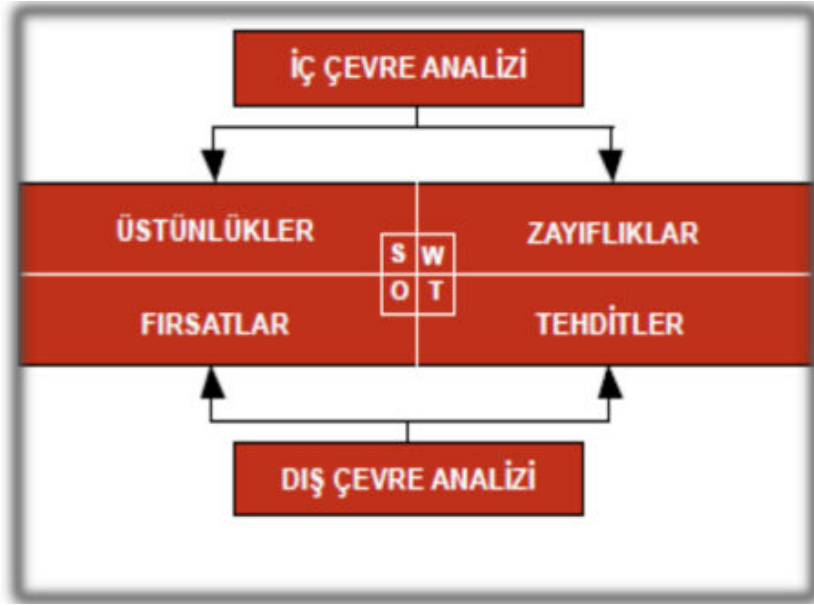 İÇ ÇEVRE ANALİZİ
ÜSTÜNLÜKLER
ZAYIFLIKLAR
S W
O T
FIRSATLAR
TEHDİTLER
DIŞ ÇEVRE ANALİZİ